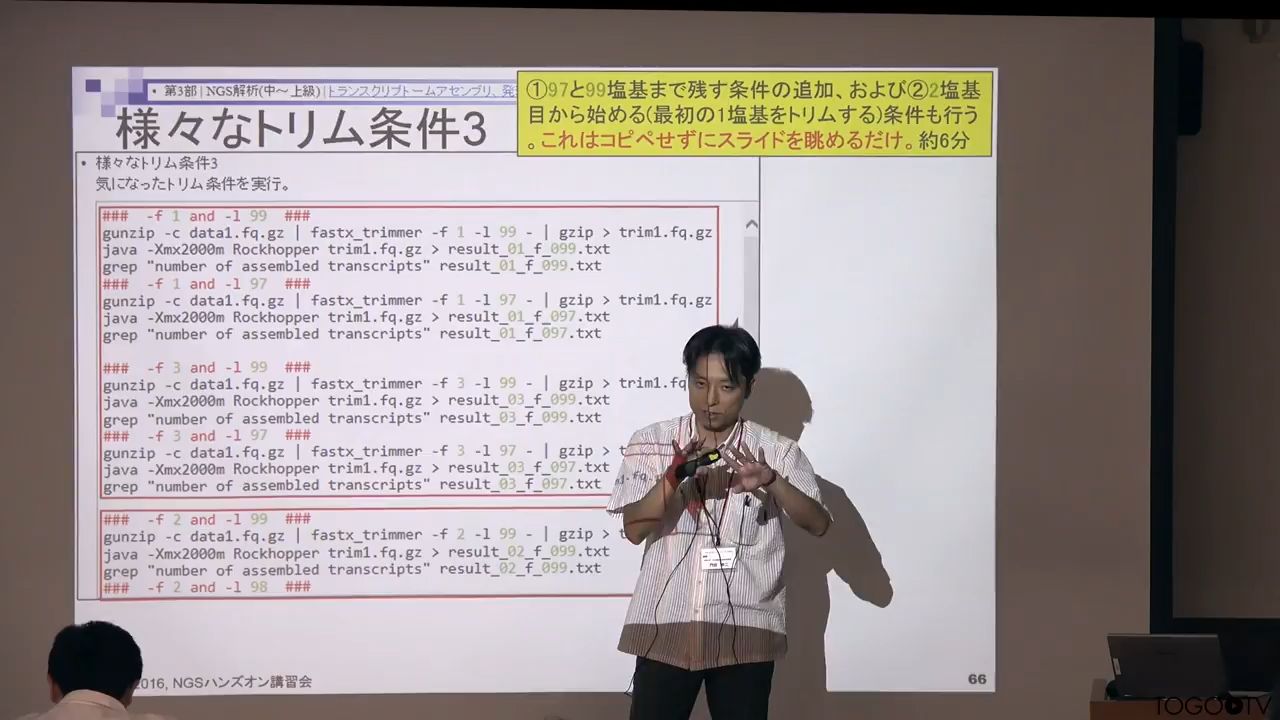 • 第3部 | NGS解析(中～上級) | トランスクリプトームアセンブリ、発
①97と99塩基まで残す条件の追加、および②2塩基
目から始める(最初の1塩基をトリムする)条件も行う
。これはコピペせずにスライドを眺めるだけ。約6分
様々なトリム条件3
• 様々なトリム条件3
気になったトリム条件を実行。
### -f 1 and -l 99 ###
gunzip -c data1.fq.gz | fastx_trimmer -f 1 -l 99 - | gzip > trim1.fq.gz
java -Xmx2000m Rockhopper trim1.fq.gz > result_01_f_099.txt
grep "number of assembled transcripts" result_01_f_099.txt
### -f 1 and -l 97 ###
gunzip -c data1.fq.gz | fastx_trimmer -f 1 -l 97 - | gzip > trim1.fq.gz
java -Xmx2000m Rockhopper trim1.fq.gz > result_01_f_097.txt
grep "number of assembled transcripts" result_01_f_097.txt
### -f 3 and -l 99 ###
gunzip -c data1.fq.gz | fastx_trimmer -f 3 -l 99 - | gzip > trim1.fq
java -Xmx2000m Rockhopper trim1.fq.gz > result_03_f_099.txt
grep "number of assembled transcripts" result_03_f_099.txt
### -f 3 and -l 97 ###
gunzip -c data1.fq.gz | fastx_trimmer -f 3 -l 97 - | gzip > t
java -Xmx2000m Rockhopper trim1.fq.gz > result_03_f_097.txt
grep "number of assembled transcripts" result_03_f_097.txt
### -f 2 and -l 99 ###
gunzip -c data1.fq.gz | fastx_trimmer -f 2 -l 99 - | gzip > t
java -Xmx2000m Rockhopper trim1.fq.gz > result_02_f_099.txt
grep "number of assembled transcripts" result_02_f_099.txt
### -f 2 and -l 98 ###
2016, NGSハンズオン講習会
66
TOGOTV